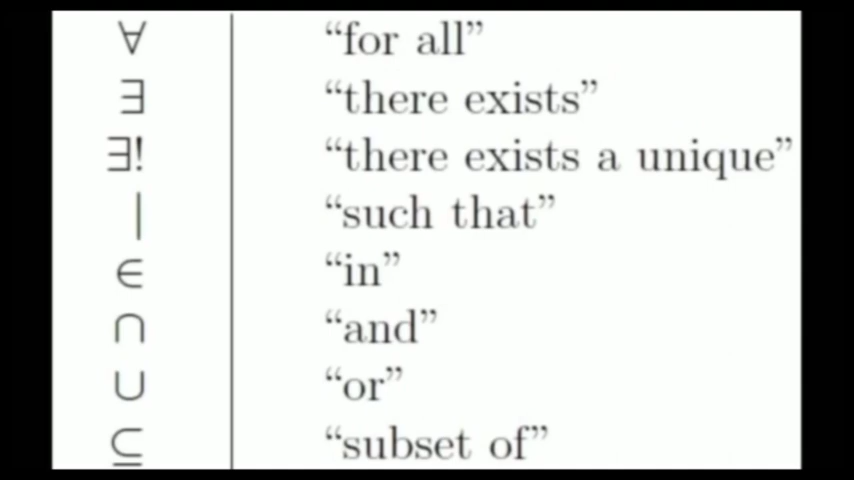 ∀ “for all”
∃ “there exists”
∃! “there exists a unique”
| “such that”
∈ “in”
∩ “and”
∪ “or”
⊆ “subset of”